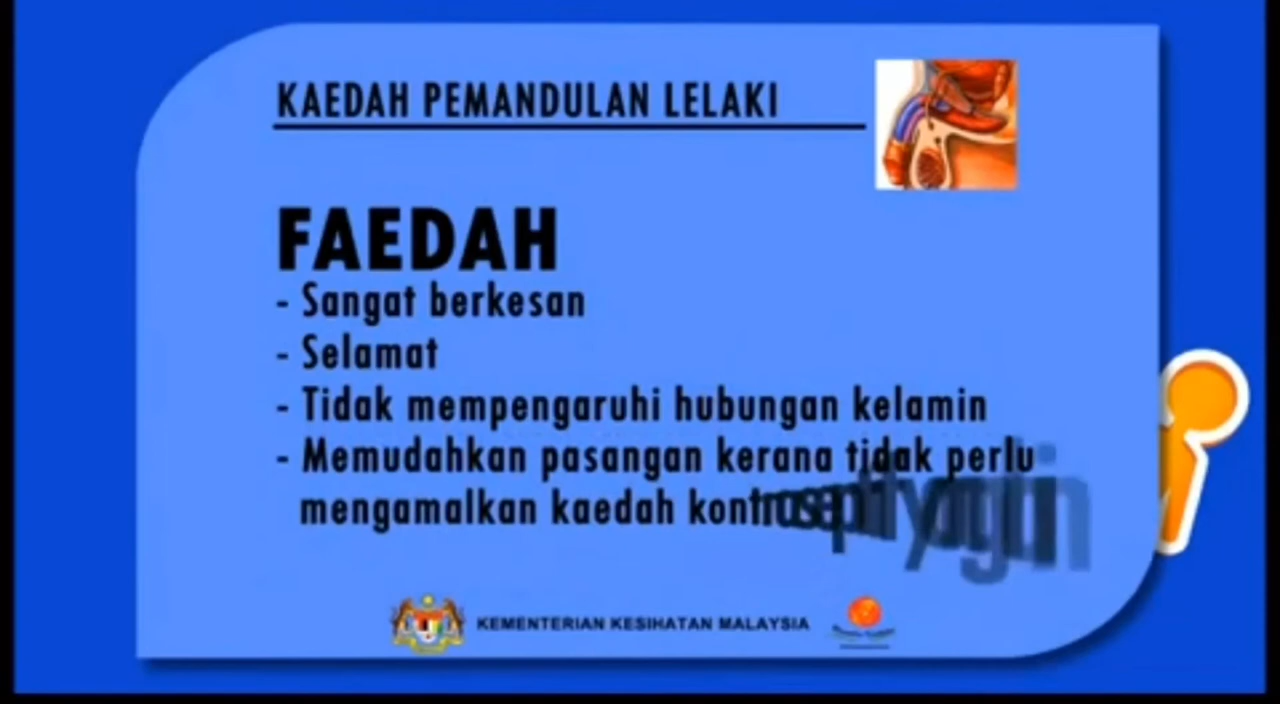 KAEDAH PEMANDULAN LELAKI
FAEDAH
- Sangat berkesan
- Selamat
- Tidak mempengaruhi hubungan kelamin
- Memudahkan pasangan kerana tidak perlu
mengamalkan kaedah
KEMENTERIAN KESIHATAN MALAYSIA